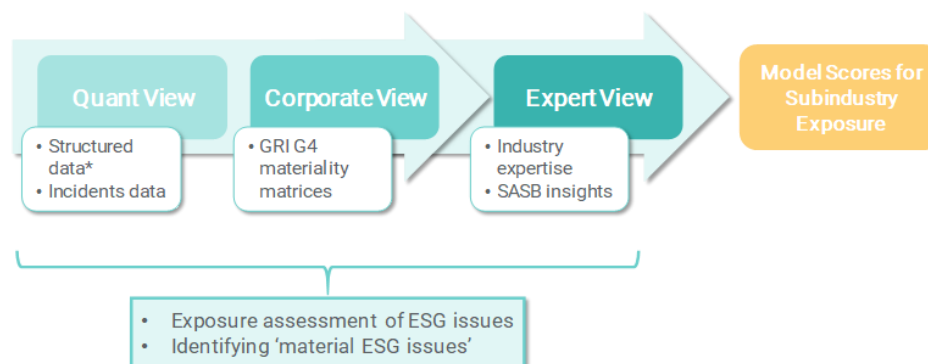 Quant View
Corporate View
Expert View
Model Scores for
Subindustry
Exposure
• Structured
data*
• Incidents data
• GRI G4
materiality
matrices
• Industry
expertise
• SASB insights
• Exposure assessment of ESG issues
• Identifying ‘material ESG issues’